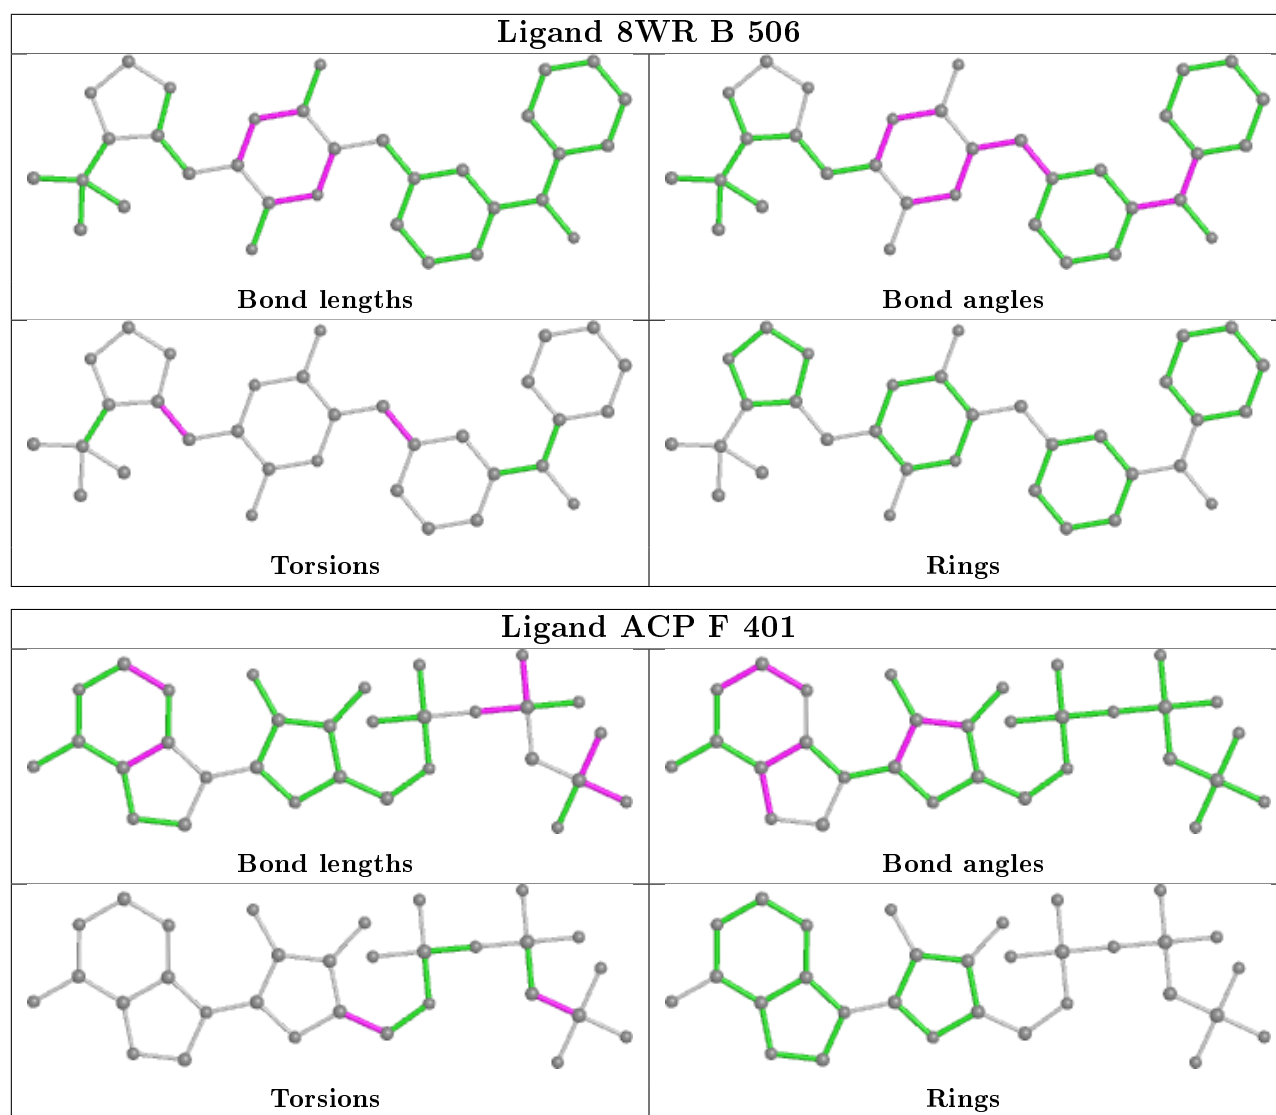 Ligand 8WR B 506
Bond lengths
Bond angles
Torsions
Rings
Ligand ACP F 401
Bond lengths
Bond angles
Torsions
Rings